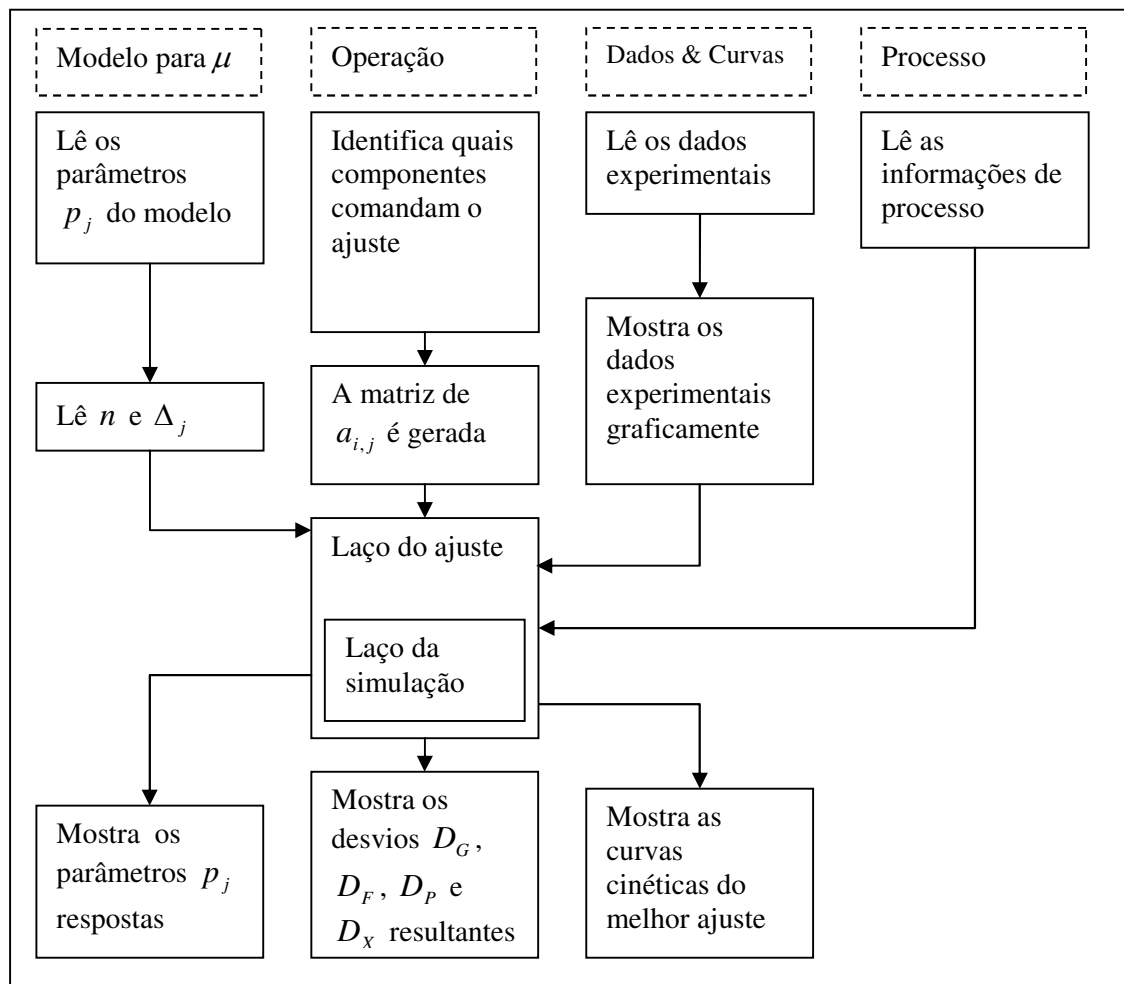 Modelo para μ
Operação
Dados & Curvas
Processo
Lê os
parâmetros
p_j do modelo
Identifica quais
componentes
comandam o
ajuste
Lê os dados
experimentais
Lê as
informações de
processo
Lê n e Δ_j
A matriz de
a_{i,j} é gerada
Mostra os
dados
experimentais
graficamente
Laço do ajuste
Laço da
simulação
Mostra os
parâmetros p_j
respostas
Mostra os
desvios D_G,
D_F, D_P e
D_X resultantes
Mostra as
curvas
cinéticas do
melhor ajuste